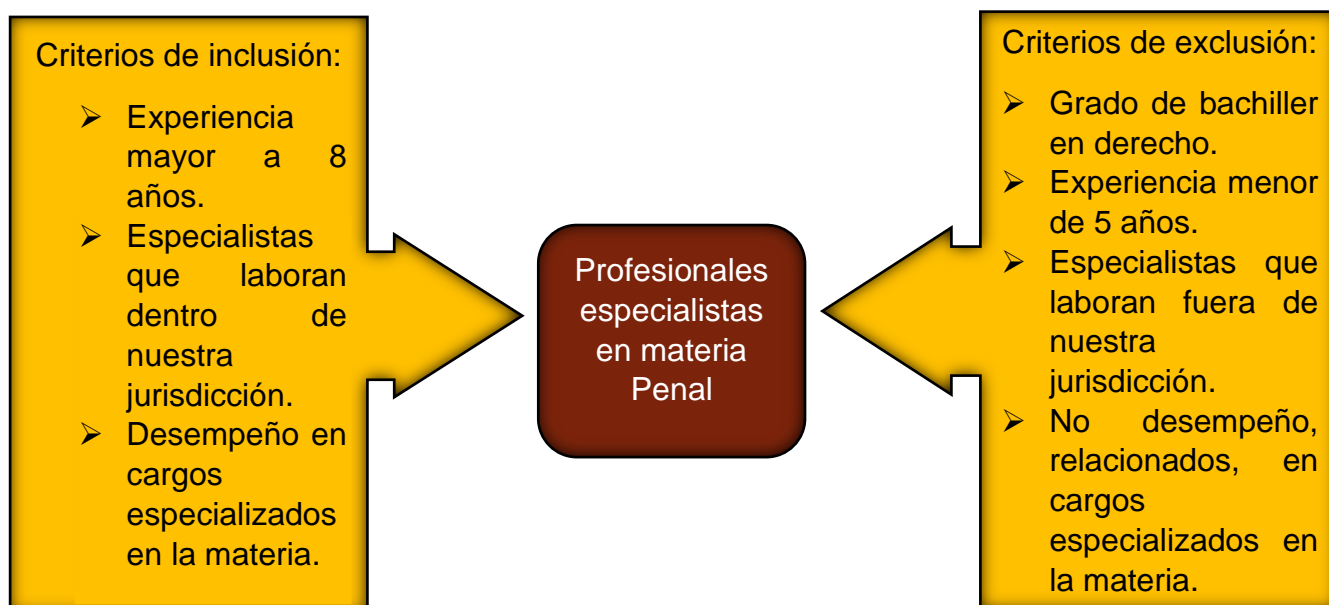 Criterios de inclusión:
➢ Experiencia
mayor a 8
años.
➢ Especialistas
que laboran
dentro de
nuestra
jurisdicción.
➢ Desempeño en
cargos
especializados
en la materia.
Profesionales
especialistas
en materia
Penal
Criterios de exclusión:
➢ Grado de bachiller
en derecho.
➢ Experiencia menor
de 5 años.
➢ Especialistas que
laboran fuera de
nuestra
jurisdicción.
➢ No desempeño,
relacionados, en
cargos
especializados en
la materia.